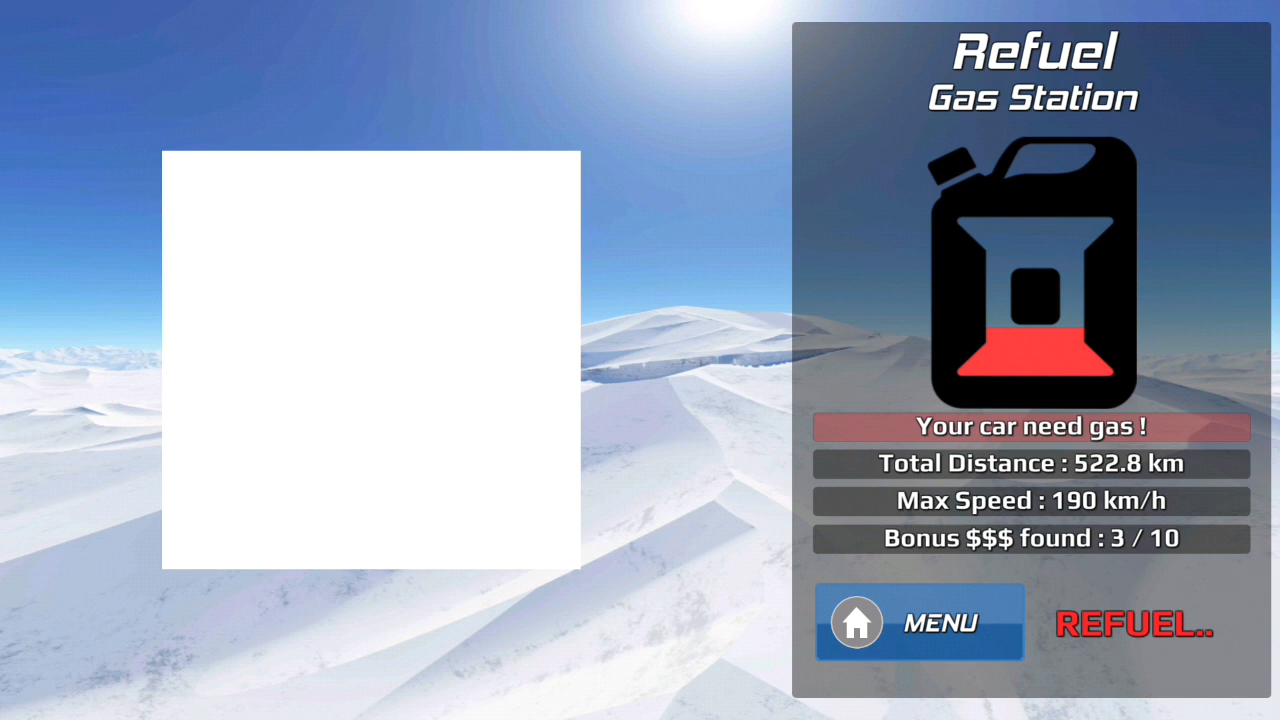 Refuel
Gas Station
Your car need gas !
Total Distance : 522.8 km
Max Speed : 190 km/h
Bonus $$$ found : 3 / 10
MENU
REFUEL..